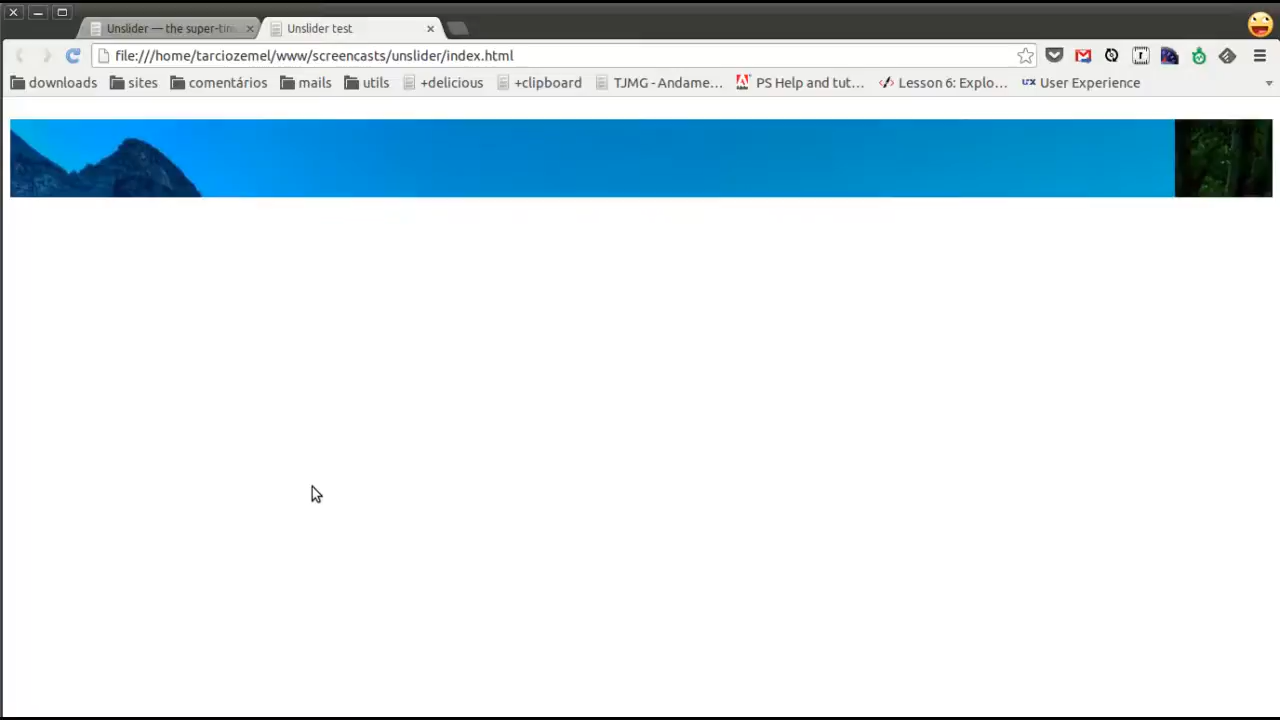 Unslider — the super-tin
Unslider test
file:///home/tarciozemel/www/screencasts/unslider/index.html
downloads sites comentários mails utils +delicious +clipboard TJMG - Andame... PS Help and tut... Lesson 6: Explo... UX User Experience